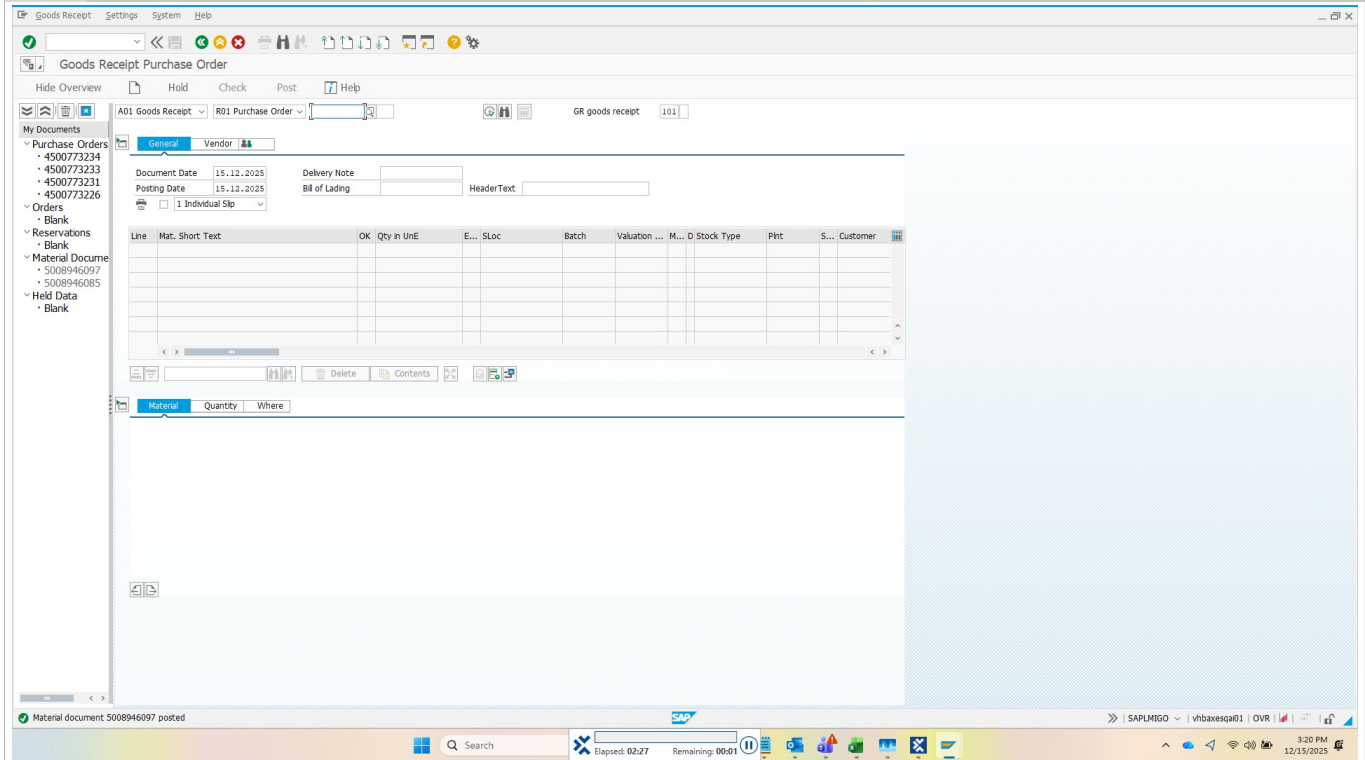 Goods Receipt Settings System Help
Goods Receipt Purchase Order
Hide Overview Hold Check Post Help
A01 Goods Receipt R01 Purchase Order GR goods receipt 101
My Documents
Purchase Orders
4500773234
4500773233
4500773231
4500773226
Orders
Blank
Reservations
Blank
Material Docume
5008946097
5008946085
Held Data
Blank
General Vendor
Document Date 15.12.2025 Delivery Note
Posting Date 15.12.2025 Bill of Lading HeaderText
1 Individual Slip
Line Mat. Short Text OK Qty in UnE E... SLoc Batch Valuation ... M... D Stock Type Plnt S... Customer
Delete Contents
Material Quantity Where
Material document 5008946097 posted SAP SAPLMIGO vhbaxesqai01 OVR
Search Elapsed: 02:27 Remaining: 00:01 3:20 PM
12/15/2025